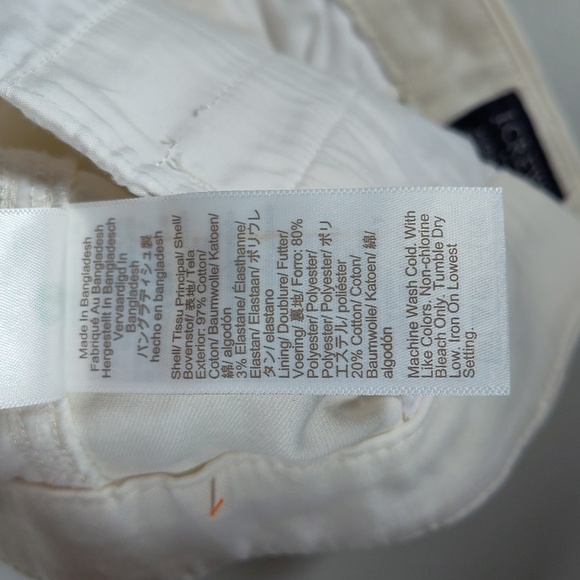 Made In Bangladesh
Fabriqué Au Bangladesh
Hergestellt in Bangladesch
Vervaardigd In
Bangladesh
バングラディシュ製
hecho en bangladesh
Shell/ Tissu Principal/ Shell/
Bovenstof/ 表地/ Tela
Exterior: 97% Cotton/
Coton/ Baumwolle/ Katoen/
綿/ algodón
3% Elastane/ Élasthanne/
Elastan/ Elastaan/ ポリウレ
タン/ elastano
Lining/ Doublure/ Futter/
Voering/ 裏地/ Forro: 80%
Polyester/ Polyester/
Polyester/ Polyester/ ポリ
エステル/ poliéster
20% Cotton/ Coton/
Baumwolle/ Katoen/ 綿/
algodón
Machine Wash Cold. With
Like Colors. Non-chlorine
Bleach Only. Tumble Dry
Low. Iron On Lowest
Setting.